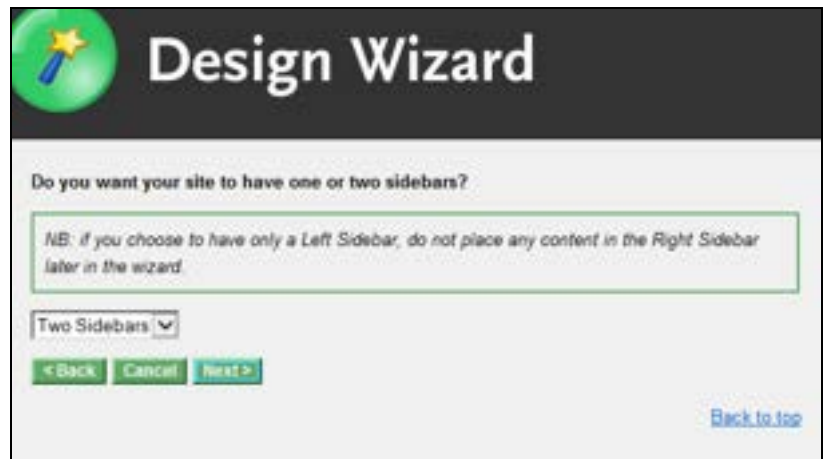 Design Wizard
Do you want your site to have one or two sidebars?
NB: if you choose to have only a Left Sidebar, do not place any content in the Right Sidebar
later in the wizard.
Two Sidebars
<Back Cancel Next>
Back to top